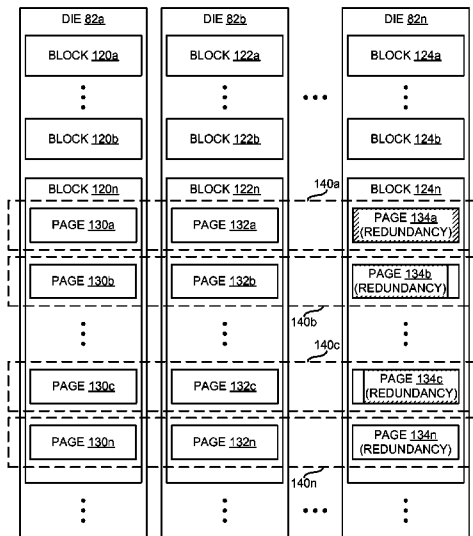 DIE 82a DIE 82b DIE 82n
BLOCK 120a BLOCK 122a BLOCK 124a
BLOCK 120b BLOCK 122b BLOCK 124b
140a
BLOCK 120n BLOCK 122n BLOCK 124n
PAGE 130a PAGE 132a PAGE 134a
(REDUNDANCY)
PAGE 130b PAGE 132b PAGE 134b
(REDUNDANCY)
140b
140c
PAGE 130c PAGE 132c PAGE 134c
(REDUNDANCY)
PAGE 130n PAGE 132n PAGE 134n
(REDUNDANCY)
140n